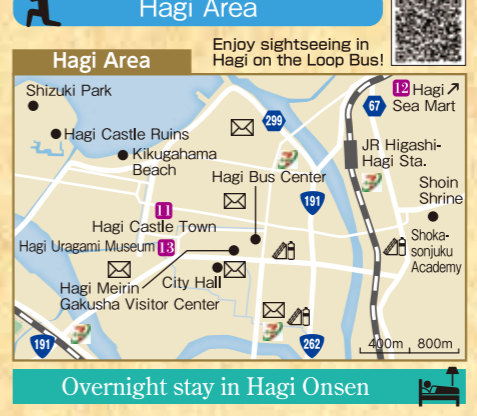 Hagi Area
Enjoy sightseeing in
Hagi on the Loop Bus!
Hagi Area
Shizuki Park
12 Hagi
Sea Mart
67
Hagi Castle Ruins
299
Kikugahama
Beach
JR Higashi-
Hagi Sta.
Hagi Bus Center
Shoin
Shrine
191
11
Hagi Castle Town
Hagi Uragami Museum 13
Shoka-
sonjuku
Academy
City Hall
Hagi Meirin
Gakusha Visitor Center
191
262
400m 800m
Overnight stay in Hagi Onsen